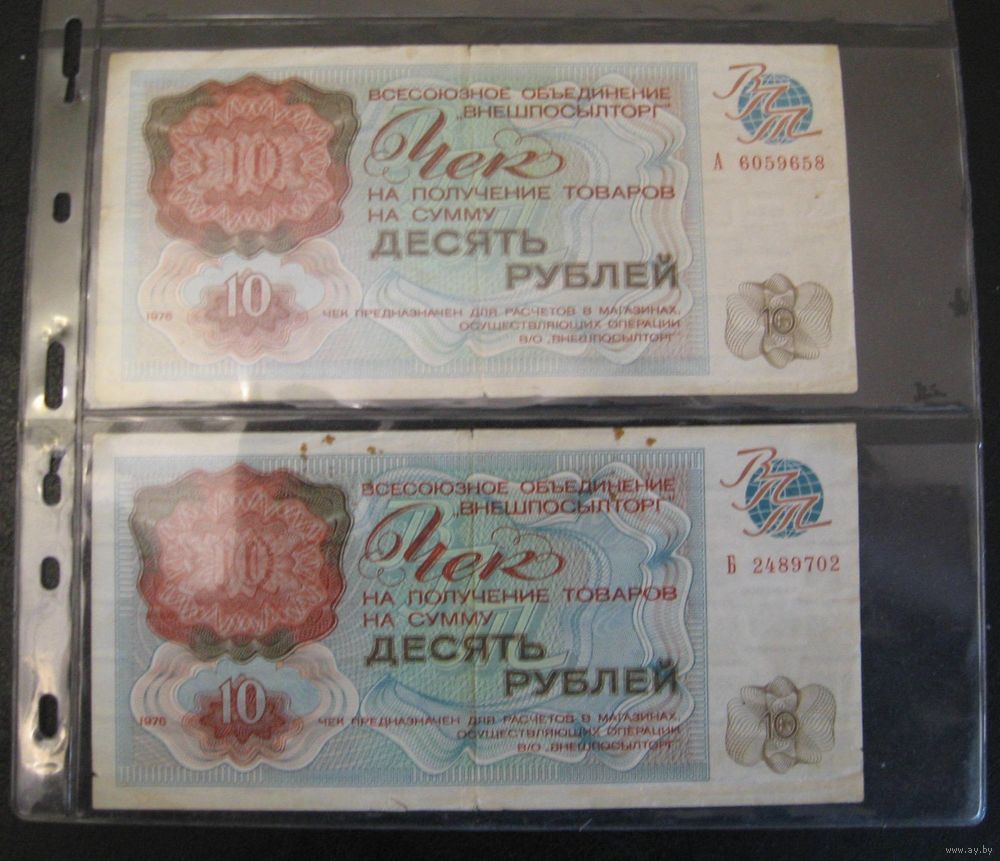 ВСЕСОЮЗНОЕ ОБЪЕДИНЕНИЕ
„ВНЕШПОСЫЛТОРГ"
ВПТ
Чек
А 6059658
10
НА ПОЛУЧЕНИЕ ТОВАРОВ
НА СУММУ
ДЕСЯТЬ
РУБЛЕЙ
10
1976
ЧЕК ПРЕДНАЗНАЧЕН ДЛЯ РАСЧЕТОВ В МАГАЗИНАХ,
ОСУЩЕСТВЛЯЮЩИХ ОПЕРАЦИИ
В/О „ВНЕШПОСЫЛТОРГ"
10
ВСЕСОЮЗНОЕ ОБЪЕДИНЕНИЕ
„ВНЕШПОСЫЛТОРГ"
ВПТ
Чек
Б 2489702
10
НА ПОЛУЧЕНИЕ ТОВАРОВ
НА СУММУ
ДЕСЯТЬ
РУБЛЕЙ
10
1976
ЧЕК ПРЕДНАЗНАЧЕН ДЛЯ РАСЧЕТОВ В МАГАЗИНАХ,
ОСУЩЕСТВЛЯЮЩИХ ОПЕРАЦИИ
В/О „ВНЕШПОСЫЛТОРГ"
10
www.ay.by